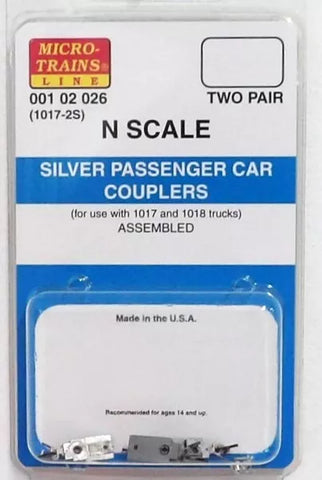 MICRO-
TRAINS®
LINE
001 02 026
(1017-2S)
TWO PAIR
N SCALE
SILVER PASSENGER CAR
COUPLERS
(for use with 1017 and 1018 trucks)
ASSEMBLED
Made in the U.S.A.
Recommended for ages 14 and up.